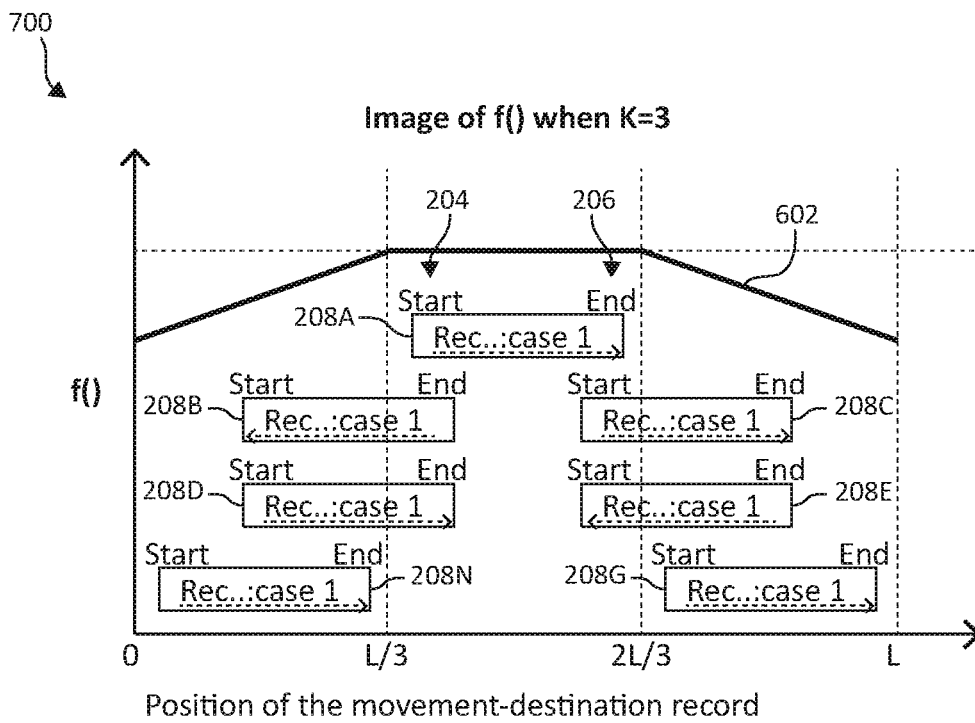 700
Image of f() when K=3
204
206
602
Start End
208A
Rec..:case 1
Start End
Start End
208B
Rec..:case 1
Rec..:case 1
208C
Start End
Start End
208D
Rec..:case 1
Rec..:case 1
208E
Start End
Start End
Rec..:case 1
208N
208G
Rec..:case 1
f()
0
L/3
2L/3
L
Position of the movement-destination record